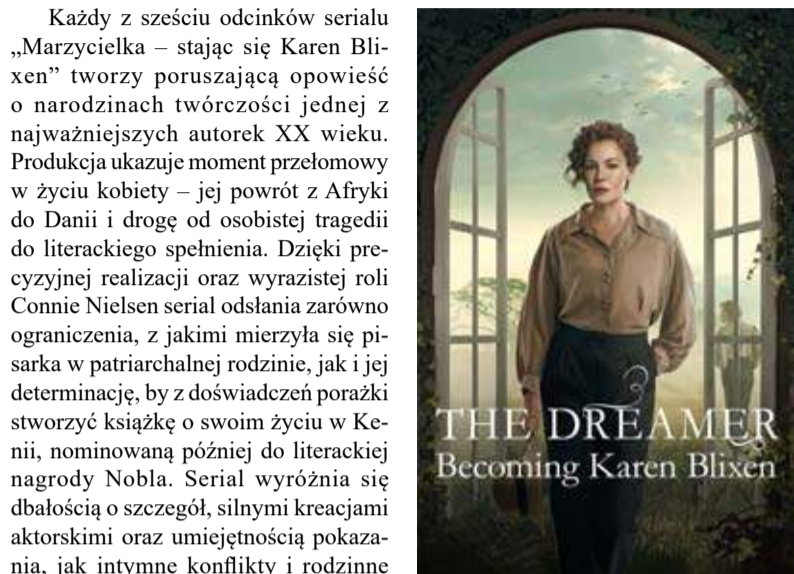 Każdy z sześciu odcinków serialu
„Marzycielka – stając się Karen Bli-
xen” tworzy poruszającą opowieść
o narodzinach twórczości jednej z
najważniejszych autorek XX wieku.
Produkcja ukazuje moment przełomowy
w życiu kobiety – jej powrót z Afryki
do Danii i drogę od osobistej tragedii
do literackiego spełnienia. Dzięki pre-
cyzyjnej realizacji oraz wyrazistej roli
Connie Nielsen serial odsłania zarówno
ograniczenia, z jakimi mierzyła się pi-
sarka w patriarchalnej rodzinie, jak i jej
determinację, by z doświadczeń porażki
stworzyć książkę o swoim życiu w Ke-
nii, nominowaną później do literackiej
nagrody Nobla. Serial wyróżnia się
dbałością o szczegół, silnymi kreacjami
aktorskimi oraz umiejętnością pokaza-
nia, jak intymne konflikty i rodzinne
THE DREAMER
Becoming Karen Blixen